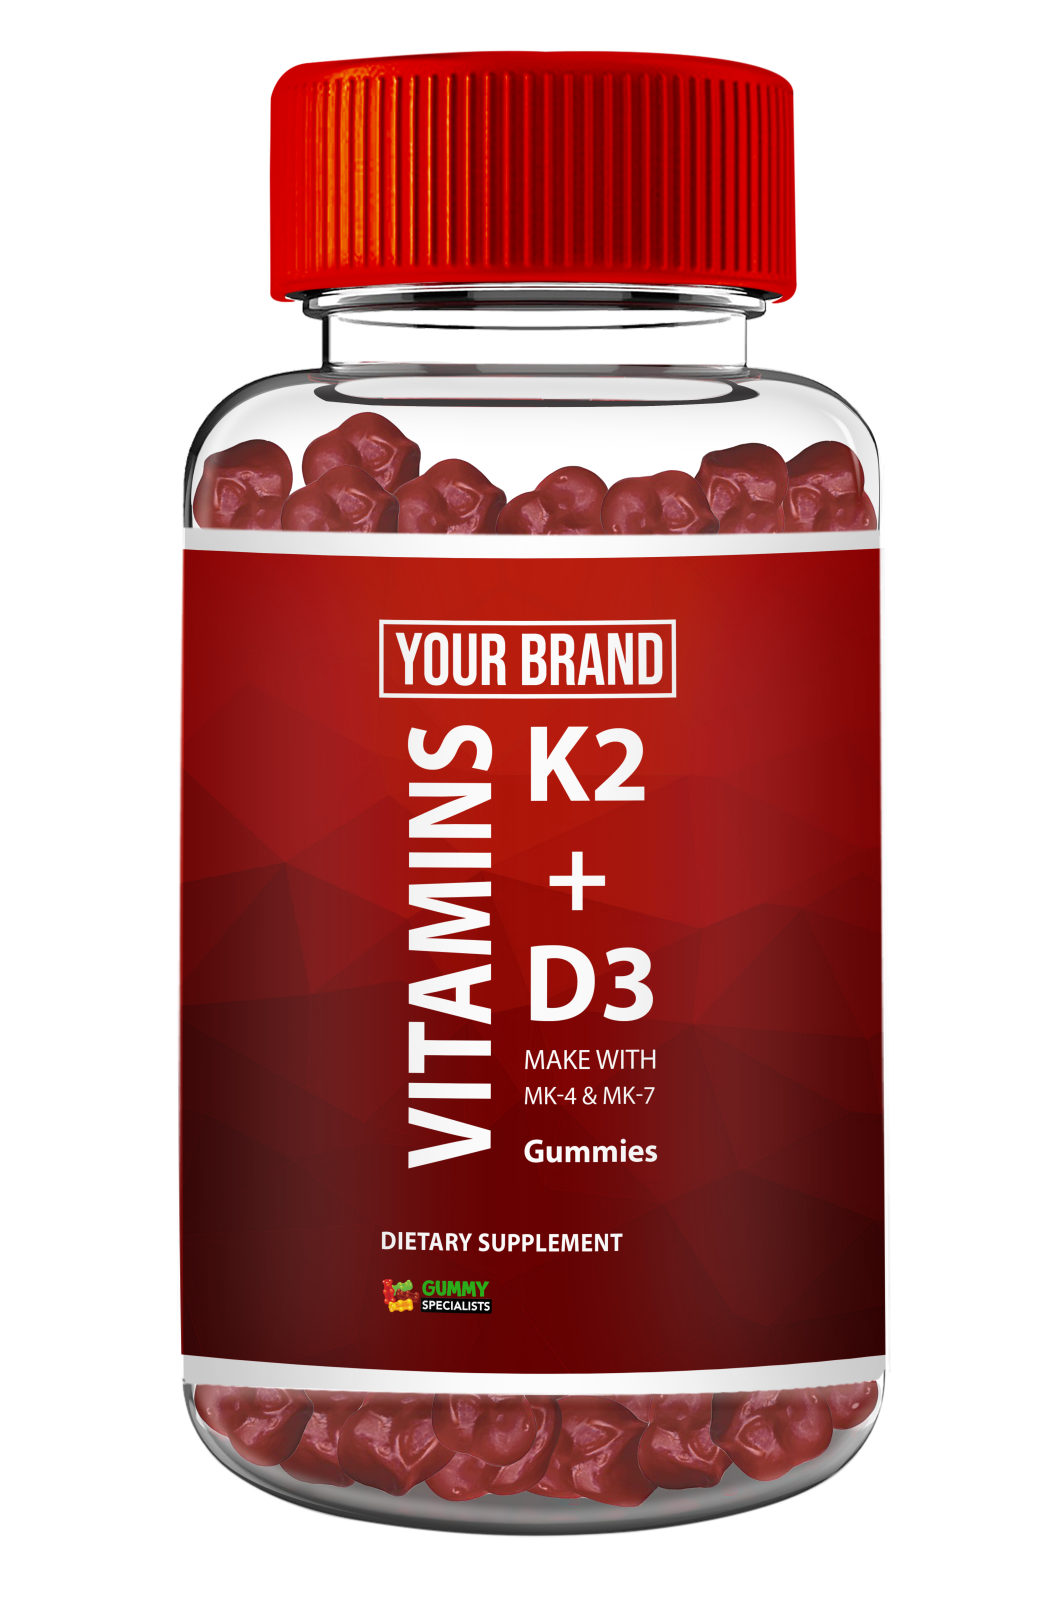 YOUR BRAND
VITAMINS
K2
+
D3
MAKE WITH
MK-4 & MK-7
Gummies
DIETARY SUPPLEMENT
GUMMY
SPECIALISTS